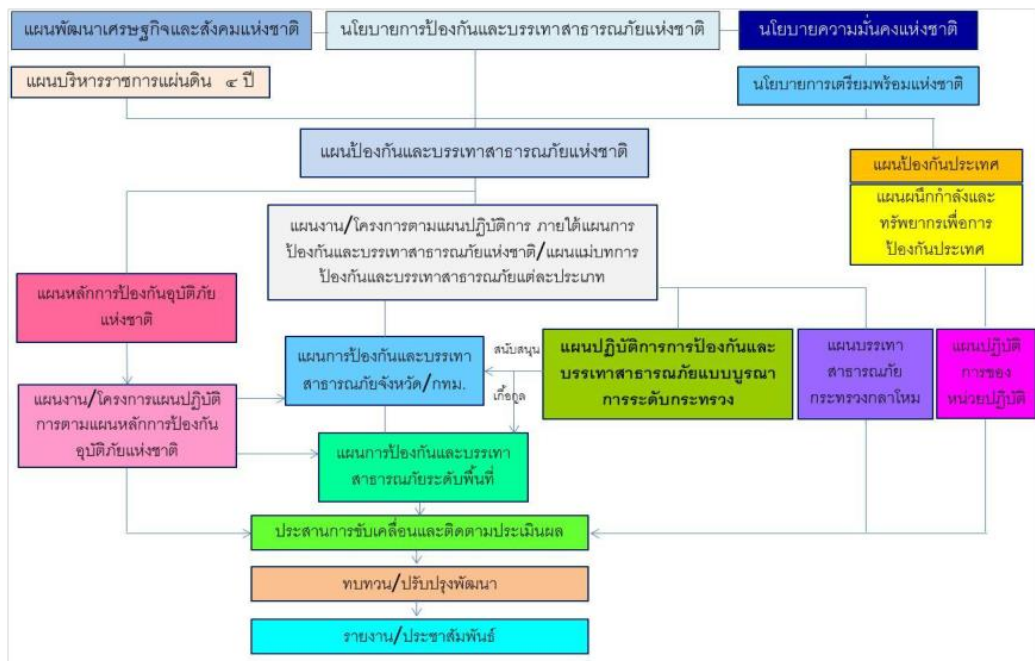 แผนพัฒนาเศรษฐกิจและสังคมแห่งชาติ
นโยบายการป้องกันและบรรเทาสาธารณภัยแห่งชาติ
นโยบายความมั่นคงแห่งชาติ
แผนบริหารราชการแผ่นดิน ๔ ปี
นโยบายการเตรียมพร้อมแห่งชาติ
แผนป้องกันและบรรเทาสาธารณภัยแห่งชาติ
แผนป้องกันประเทศ
แผนผนึกกำลังและ
ทรัพยากรเพื่อการ
ป้องกันประเทศ
แผนงาน/โครงการตามแผนปฏิบัติการ ภายใต้แผนการ
ป้องกันและบรรเทาสาธารณภัยแห่งชาติ/แผนแม่บทการ
ป้องกันและบรรเทาสาธารณภัยแต่ละประเภท
แผนหลักการป้องกันอุบัติภัย
แห่งชาติ
แผนการป้องกันและบรรเทา
สาธารณภัยจังหวัด/กทม.
สนับสนุน
เกื้อกูล
แผนปฏิบัติการการป้องกันและ
บรรเทาสาธารณภัยแบบบูรณา
การระดับกระทรวง
แผนบรรเทา
สาธารณภัย
กระทรวงกลาโหม
แผนปฏิบัติ
การของ
หน่วยปฏิบัติ
แผนงาน/โครงการแผนปฏิบัติ
การตามแผนหลักการป้องกัน
อุบัติภัยแห่งชาติ
แผนการป้องกันและบรรเทา
สาธารณภัยระดับพื้นที่
ประสานการขับเคลื่อนและติดตามประเมินผล
ทบทวน/ปรับปรุงพัฒนา
รายงาน/ประชาสัมพันธ์